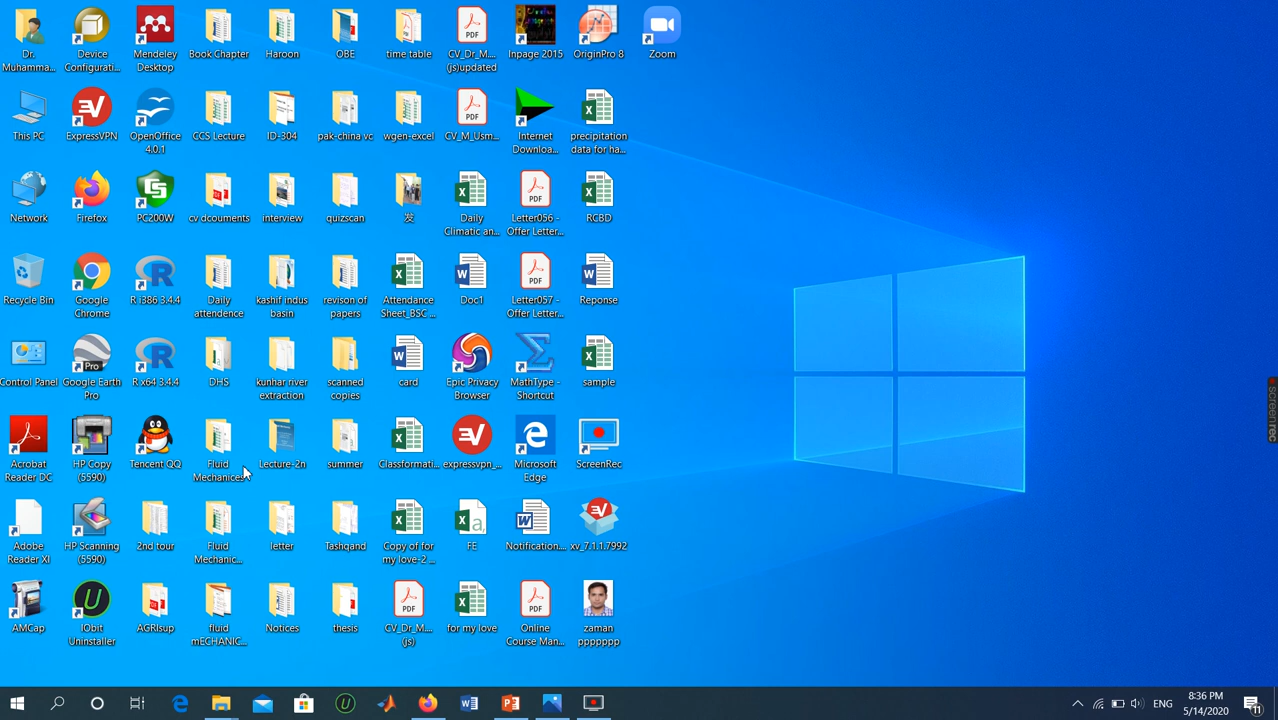 Dr.
Muhamma...
Device
Configurati...
Mendeley
Desktop
Book Chapter
Haroon
OBE
time table
CV_Dr_M....
(js)updated
Inpage 2015
OriginPro 8
Zoom
This PC
ExpressVPN
OpenOffice
4.0.1
CCS Lecture
ID-304
pak-china vc
wgen-excel
CV_M_Usm...
Internet
Downloa...
precipitation
data for ha...
Network
Firefox
PC200W
cv dcouments
interview
quizscan
发
Daily
Climatic an...
Letter056 -
Offer Letter...
RCBD
Recycle Bin
Google
Chrome
R i386 3.4.4
Daily
attendence
kashif indus
basin
revison of
papers
Attendance
Sheet_BSC ...
Doc1
Letter057 -
Offer Letter...
Reponse
Control Panel
Google Earth
Pro
R x64 3.4.4
DHS
kunhar river
extraction
scanned
copies
card
Epic Privacy
Browser
MathType -
Shortcut
sample
Acrobat
Reader DC
HP Copy
(5590)
Tencent QQ
Fluid
Mechanics
Lecture-2n
summer
Classformati...
expressvpn_...
Microsoft
Edge
ScreenRec
Adobe
Reader XI
HP Scanning
(5590)
2nd tour
Fluid
Mechanic...
letter
Tashqand
Copy of for
my love-2 ...
FE
Notification....
xv_7.1.1.7992
AMCap
IObit
Uninstaller
AGRIsup
fluid
mECHANIC...
Notices
thesis
CV_Dr_M....
(js)
for my love
Online
Course Man...
zaman
ppppppp
screenrec
ENG
8:36 PM
5/14/2020
11